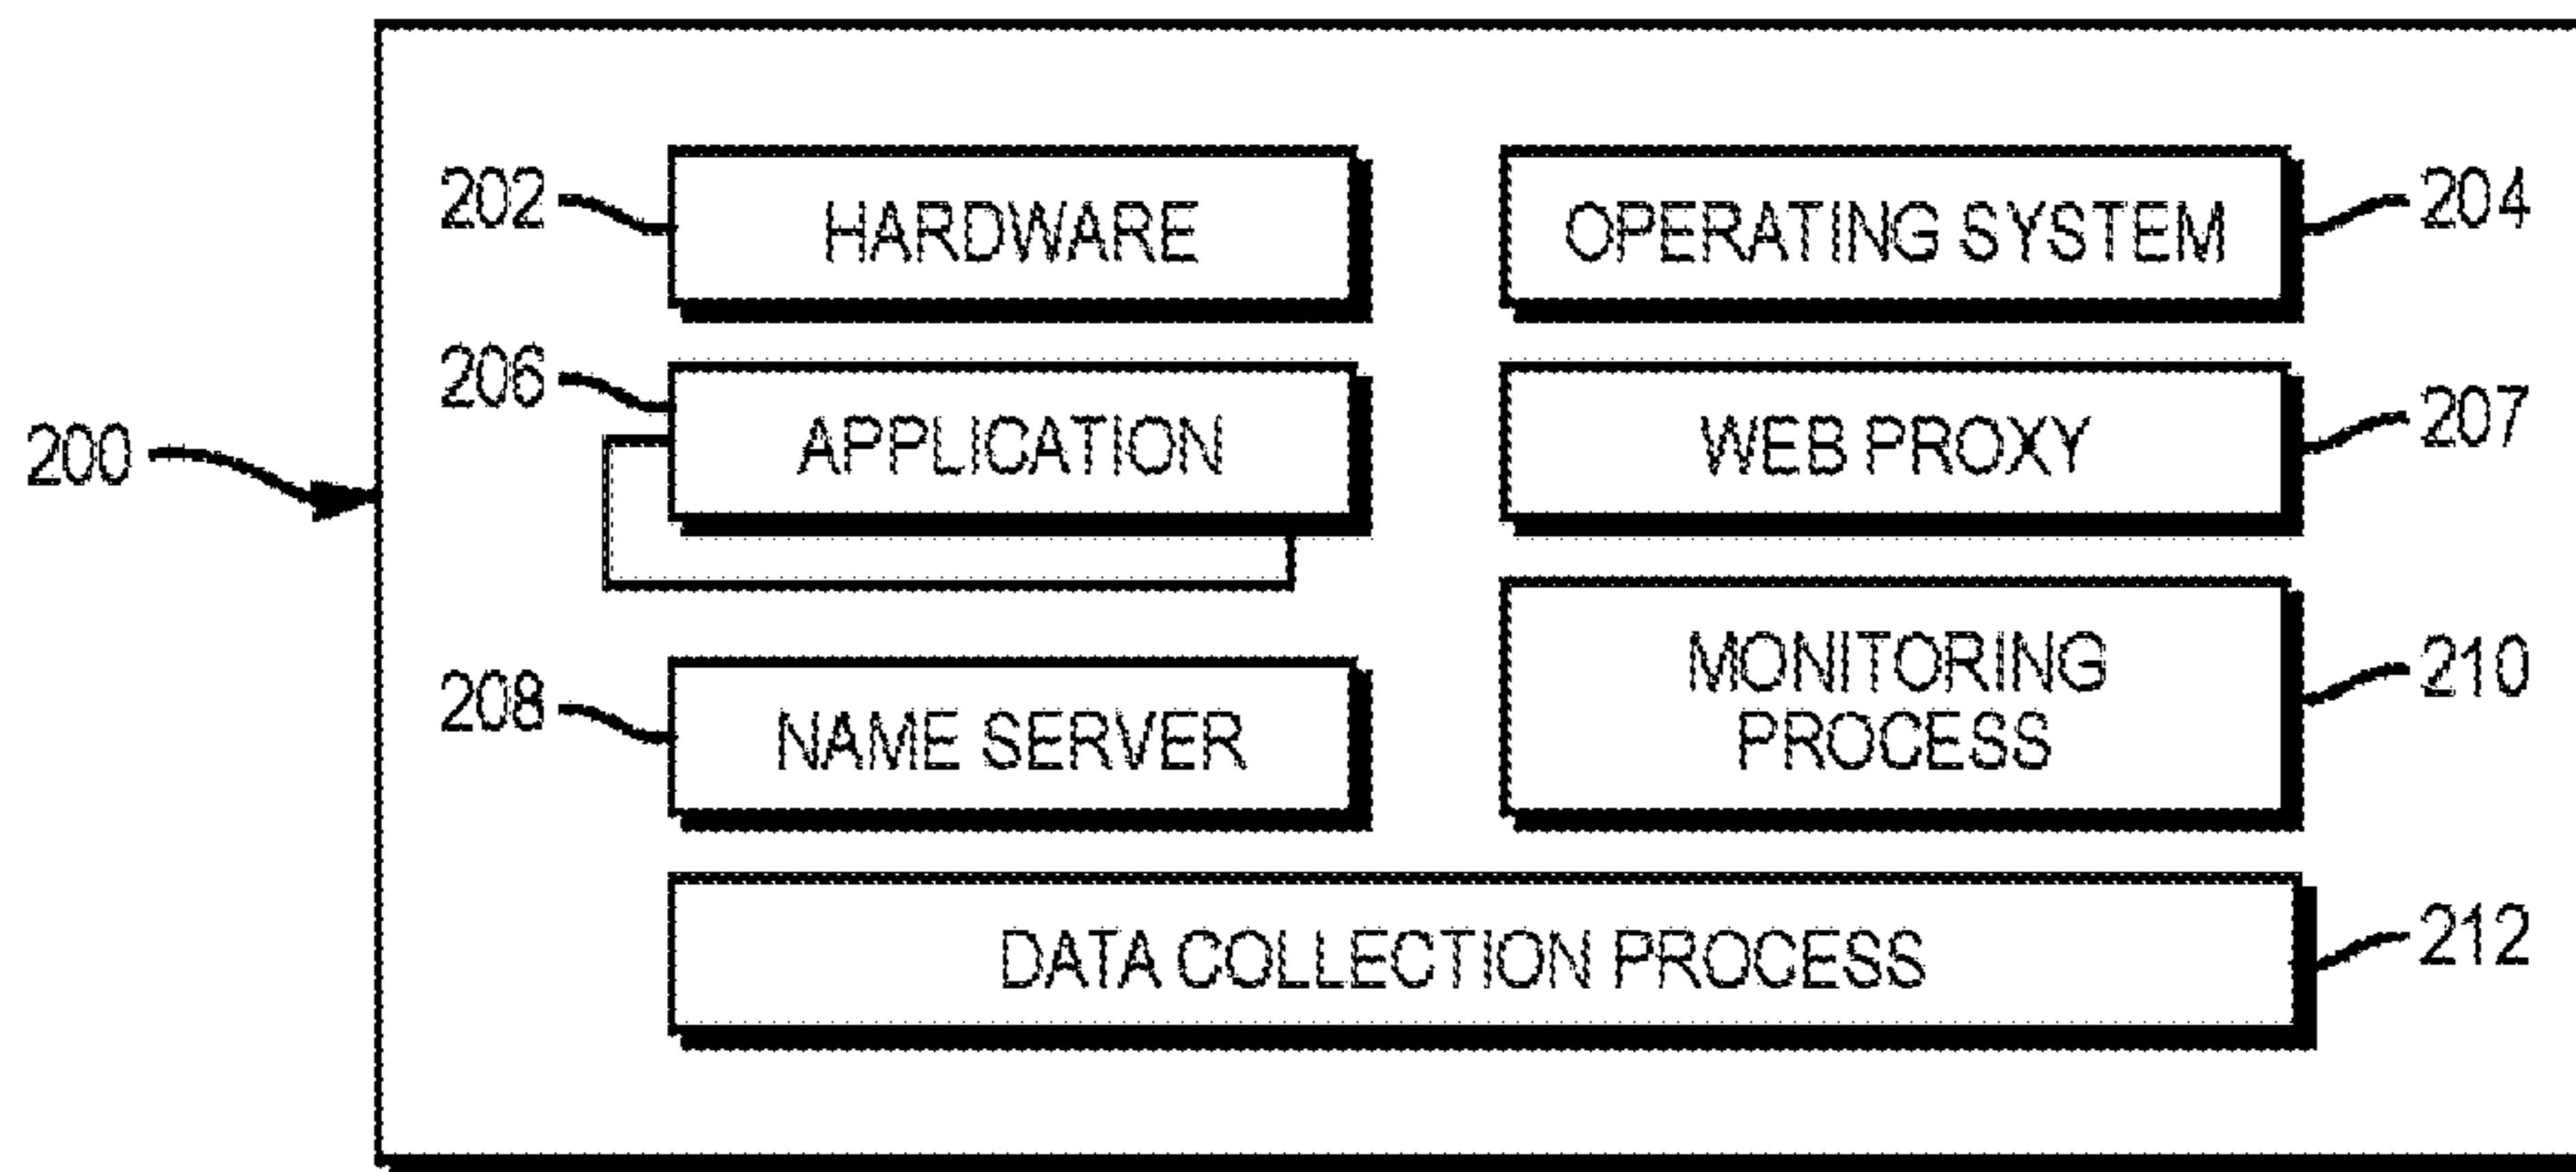 202 HARDWARE OPERATING SYSTEM 204
206 APPLICATION WEB PROXY 207
200
208 NAME SERVER MONITORING PROCESS 210
DATA COLLECTION PROCESS 212